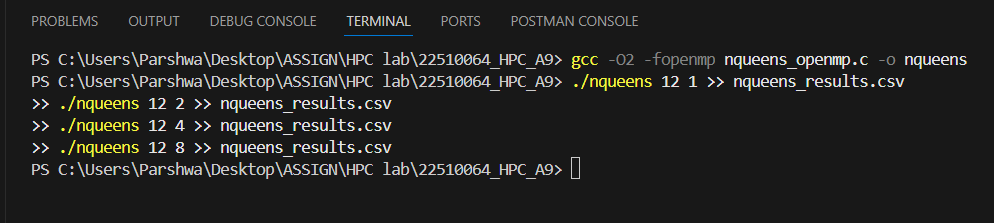 PROBLEMS OUTPUT DEBUG CONSOLE TERMINAL PORTS POSTMAN CONSOLE
PS C:\Users\Parshwa\Desktop\ASSIGN\HPC lab\22510064_HPC_A9> gcc -O2 -fopenmp nqueens_openmp.c -o nqueens
PS C:\Users\Parshwa\Desktop\ASSIGN\HPC lab\22510064_HPC_A9> ./nqueens 12 1 >> nqueens_results.csv
>> ./nqueens 12 2 >> nqueens_results.csv
>> ./nqueens 12 4 >> nqueens_results.csv
>> ./nqueens 12 8 >> nqueens_results.csv
PS C:\Users\Parshwa\Desktop\ASSIGN\HPC lab\22510064_HPC_A9>